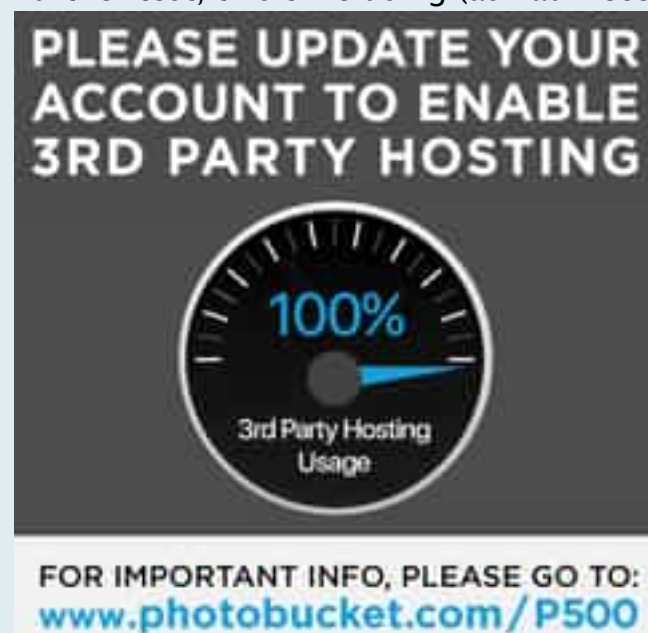 PLEASE UPDATE YOUR
ACCOUNT TO ENABLE
3RD PARTY HOSTING
100%
3rd Party Hosting
Usage
FOR IMPORTANT INFO, PLEASE GO TO:
www.photobucket.com/P500